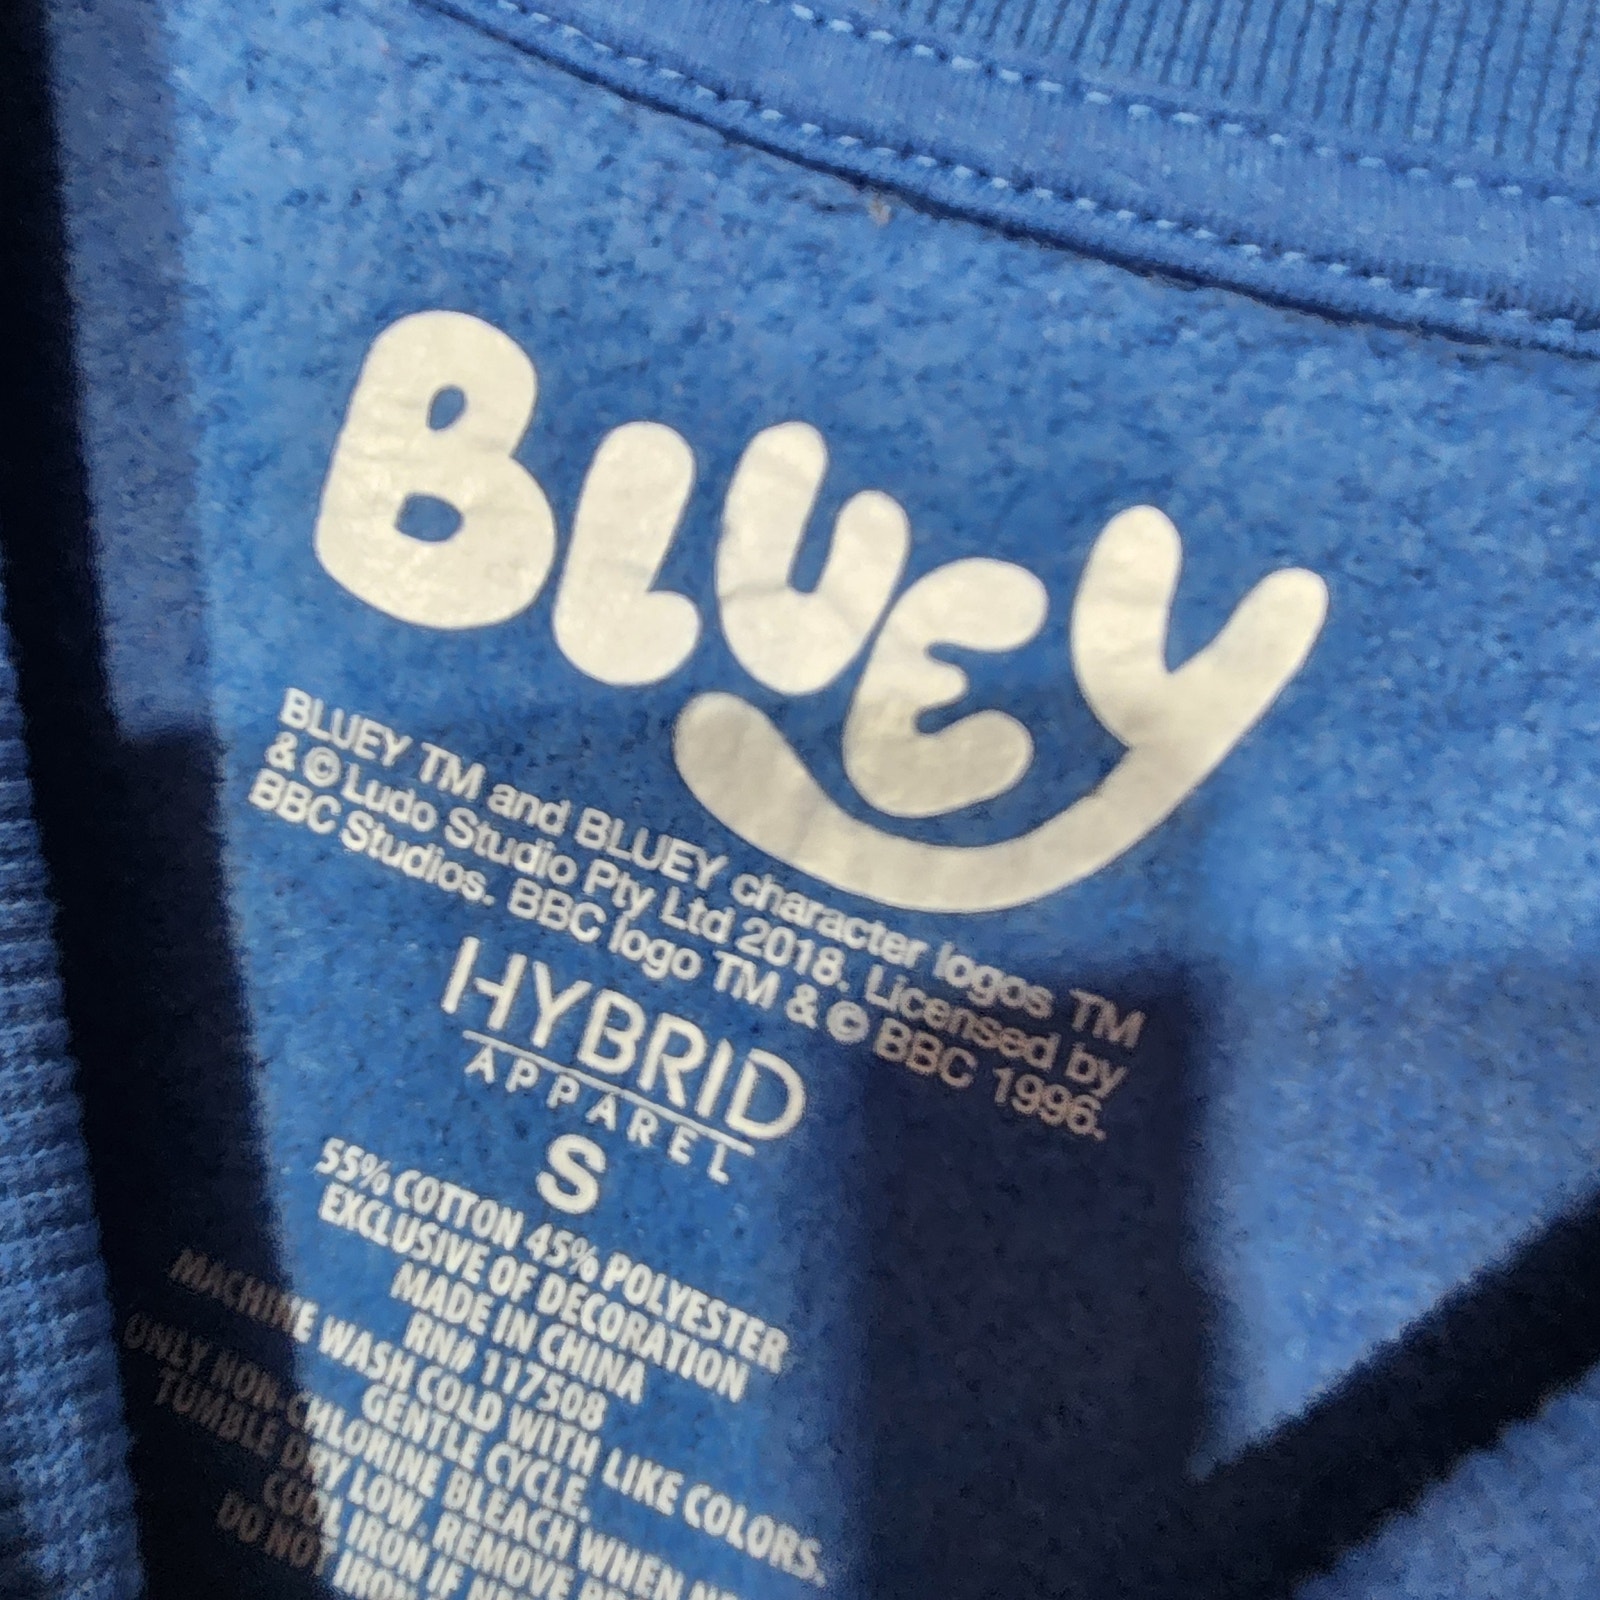 BLUEY
BLUEY TM and BLUEY character logos TM
& © Ludo Studio Pty Ltd 2018. Licensed by
BBC Studios. BBC logo TM & © BBC 1996.
HYBRID
APPAREL
S
55% COTTON 45% POLYESTER
EXCLUSIVE OF DECORATION
MADE IN CHINA
RN# 117508
MACHINE WASH COLD WITH LIKE COLORS.
GENTLE CYCLE.
ONLY NON-CHLORINE BLEACH WHEN
TUMBLE DRY LOW. REMOVE
COOL IRON IF
DO NOT IRON